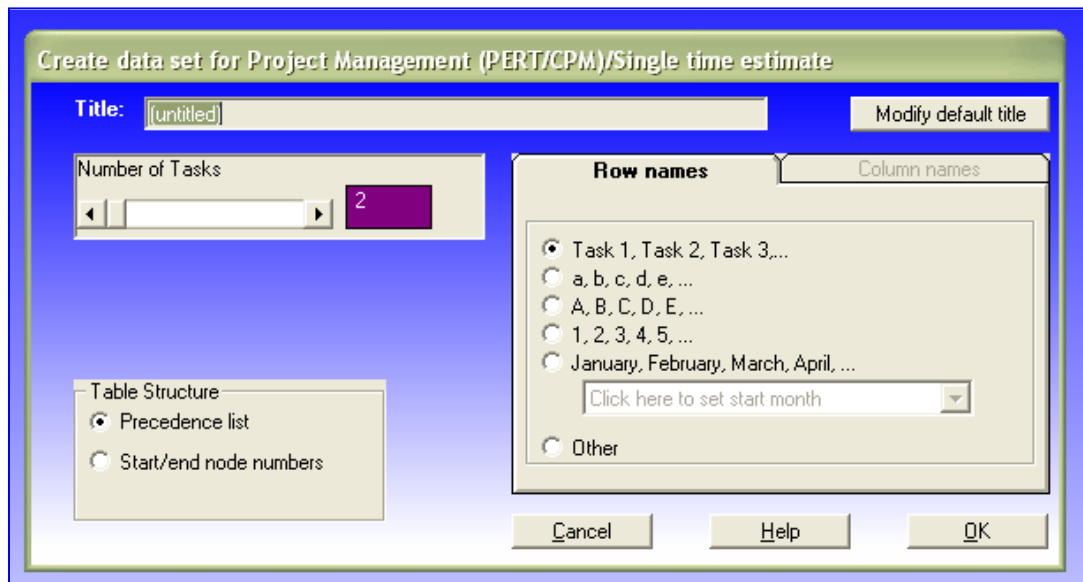 Create data set for Project Management (PERT/CPM)/Single time estimate
Title: (untitled) Modify default title
Number of Tasks
2
Row names Column names
Task 1, Task 2, Task 3,...
a, b, c, d, e, ...
A, B, C, D, E, ...
1, 2, 3, 4, 5, ...
January, February, March, April, ...
Click here to set start month
Other
Table Structure
Precedence list
Start/end node numbers
Cancel Help OK